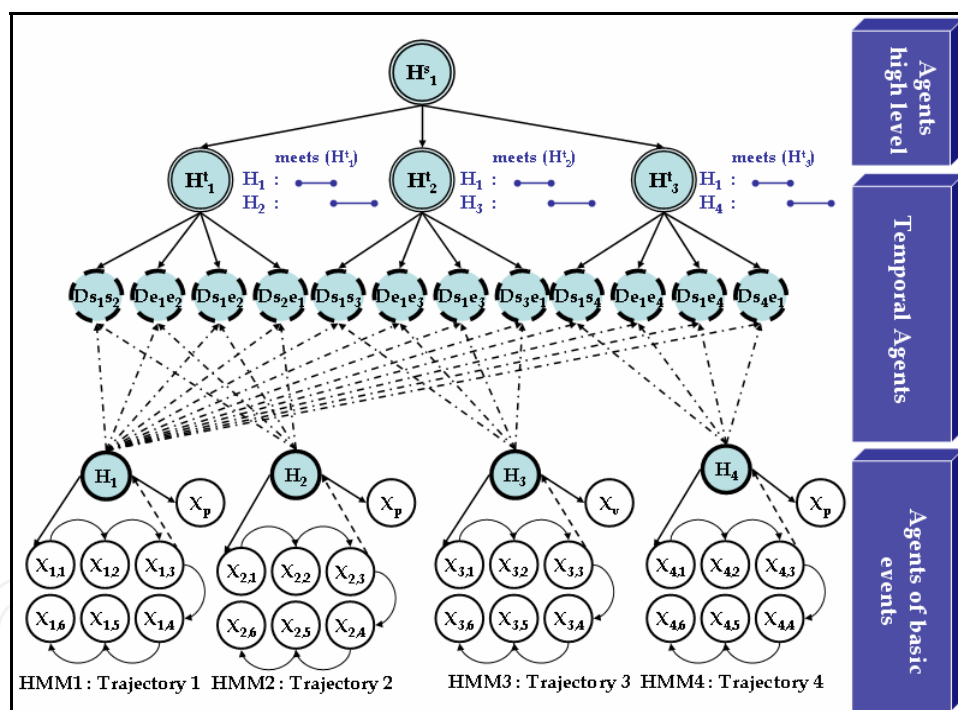 Hˢ₁
Agents high level
Hᵗ₁
meets (Hᵗ₁)
H₁ :
H₂ :
Hᵗ₂
meets (Hᵗ₂)
H₁ :
H₃ :
Hᵗ₃
meets (Hᵗ₃)
H₁ :
H₄ :
Temporal Agents
Ds₁s₂ De₁e₂ Ds₁e₂ Ds₂e₁ Ds₁s₃ De₁e₃ Ds₁e₃ Ds₃e₁ Ds₁s₄ De₁e₄ Ds₁e₄ Ds₄e₁
H₁ H₂ H₃ H₄
Xₚ Xₚ Xᵥ Xₚ
Agents of basic events
X₁,₁ X₁,₂ X₁,₃ X₂,₁ X₂,₂ X₂,₃ X₃,₁ X₃,₂ X₃,₃ X₄,₁ X₄,₂ X₄,₃
X₁,₆ X₁,₅ X₁,₄ X₂,₆ X₂,₅ X₂,₄ X₃,₆ X₃,₅ X₃,₄ X₄,₆ X₄,₅ X₄,₄
HMM1 : Trajectory 1 HMM2 : Trajectory 2 HMM3 : Trajectory 3 HMM4 : Trajectory 4